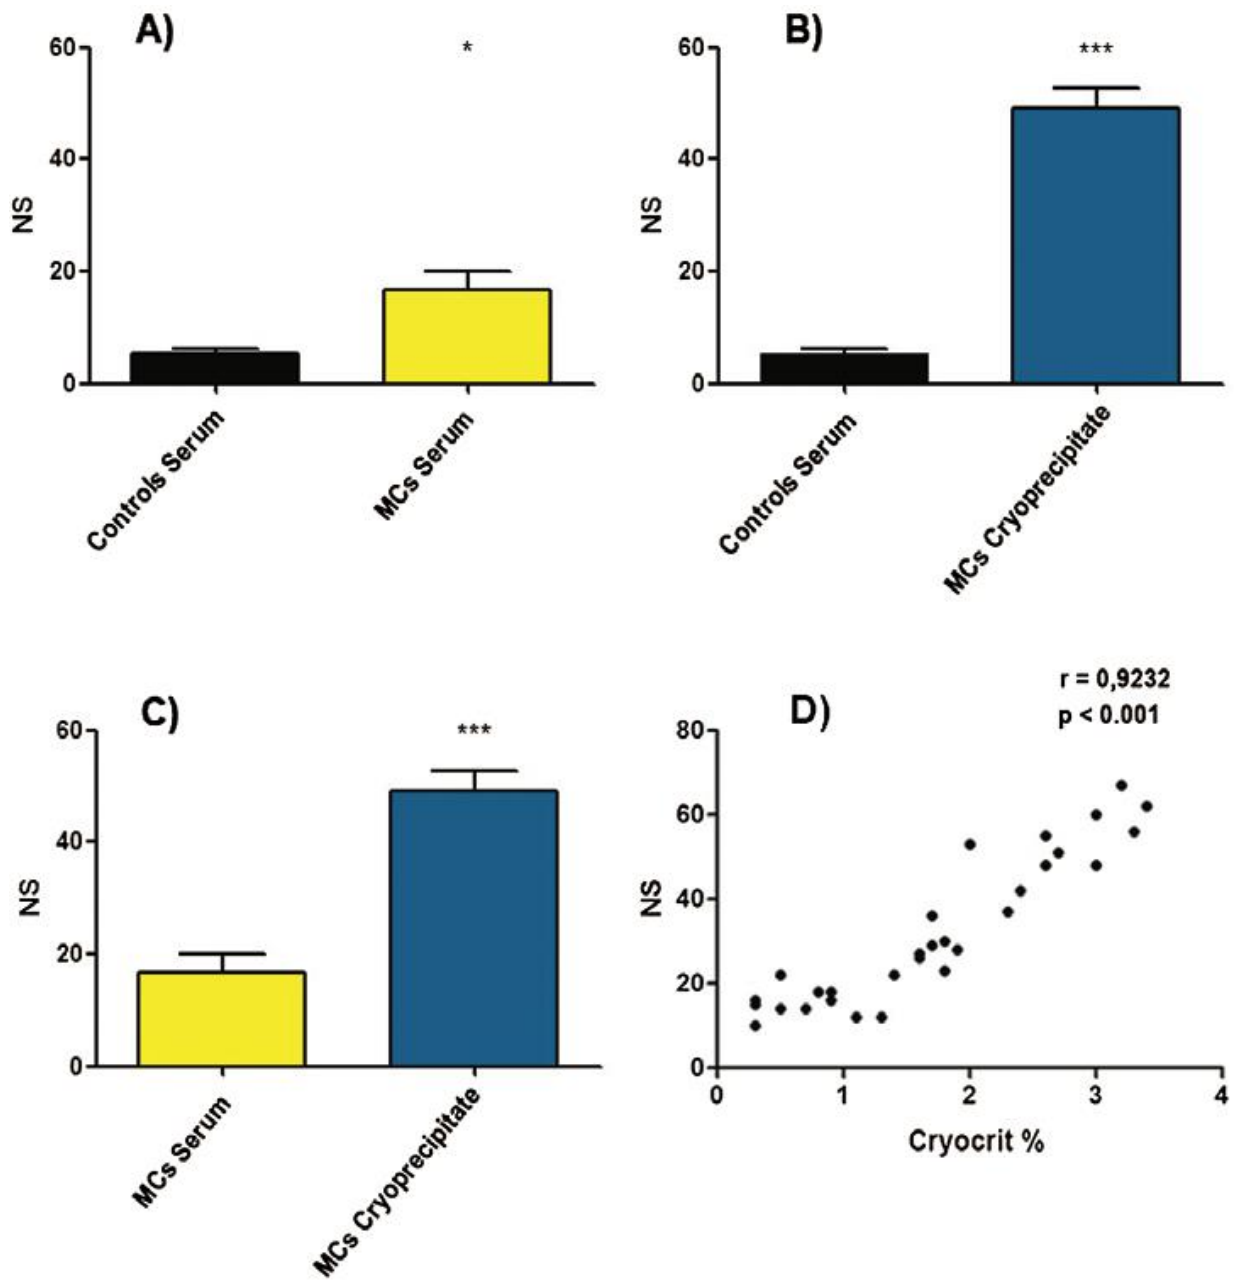 A)
*
60
40
20
0
NS
Controls Serum
MCs Serum
B)
***
60
40
20
0
NS
Controls Serum
MCs Cryoprecipitate
C)
***
60
40
20
0
NS
MCs Serum
MCs Cryoprecipitate
D)
r = 0,9232
p < 0.001
80
60
40
20
0
NS
0 1 2 3 4
Cryocrit %